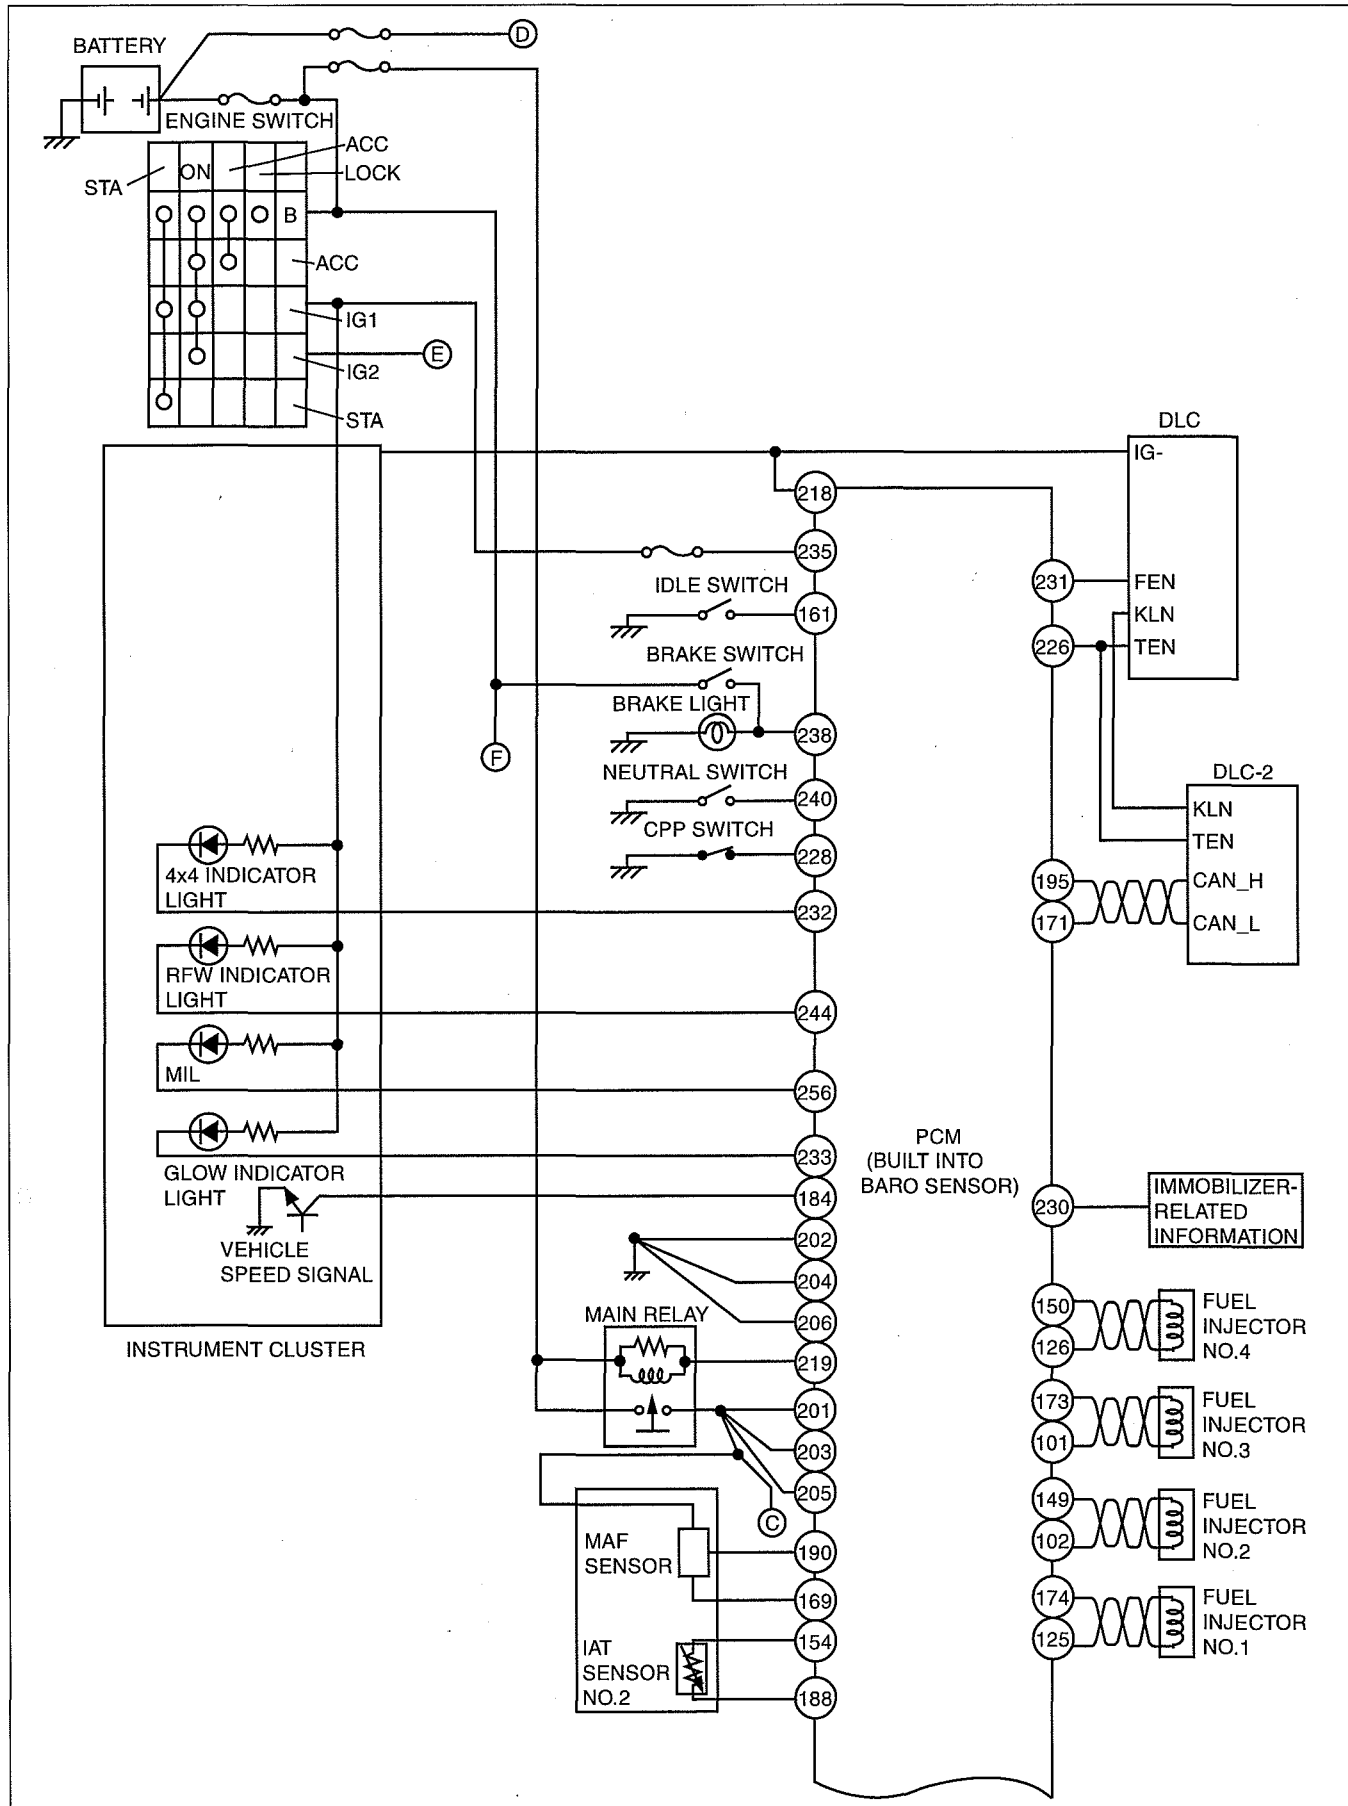 D
BATTERY
ENGINE SWITCH
ACC
LOCK
STA
ON
B
ACC
IG1
E
IG2
STA
DLC
IG-
218
235
IDLE SWITCH
231
FEN
161
KLN
226
TEN
BRAKE SWITCH
BRAKE LIGHT
238
F
NEUTRAL SWITCH
240
DLC-2
KLN
CPP SWITCH
228
TEN
4x4 INDICATOR
LIGHT
195
CAN_H
232
171
CAN_L
RFW INDICATOR
LIGHT
244
MIL
256
PCM
(BUILT INTO
BARO SENSOR)
233
GLOW INDICATOR
LIGHT
184
230
IMMOBILIZER-
RELATED
INFORMATION
VEHICLE
SPEED SIGNAL
202
204
206
INSTRUMENT CLUSTER
MAIN RELAY
219
201
203
205
C
150
126
FUEL
INJECTOR
NO.4
173
101
FUEL
INJECTOR
NO.3
149
102
FUEL
INJECTOR
NO.2
174
125
FUEL
INJECTOR
NO.1
MAF
SENSOR
190
169
IAT
SENSOR
NO.2
154
188